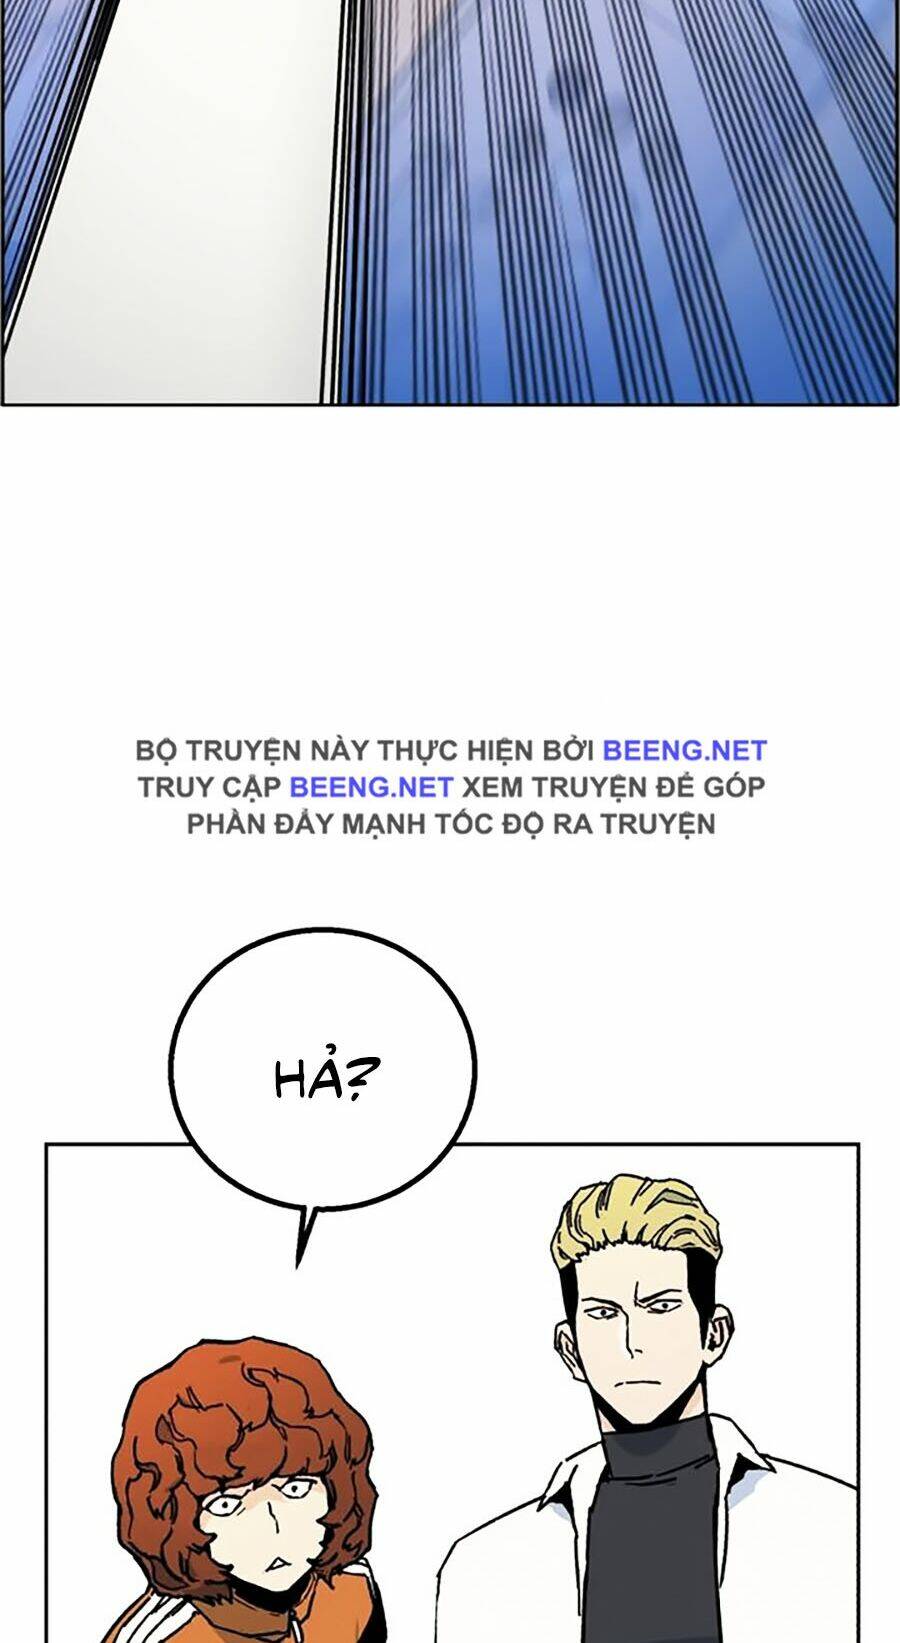 BỘ TRUYỆN NÀY THỰC HIỆN BỞI BEENG.NET
TRUY CẬP BEENG.NET XEM TRUYỆN ĐỂ GÓP
PHẦN ĐẨY MẠNH TỐC ĐỘ RA TRUYỆN
HẢ?